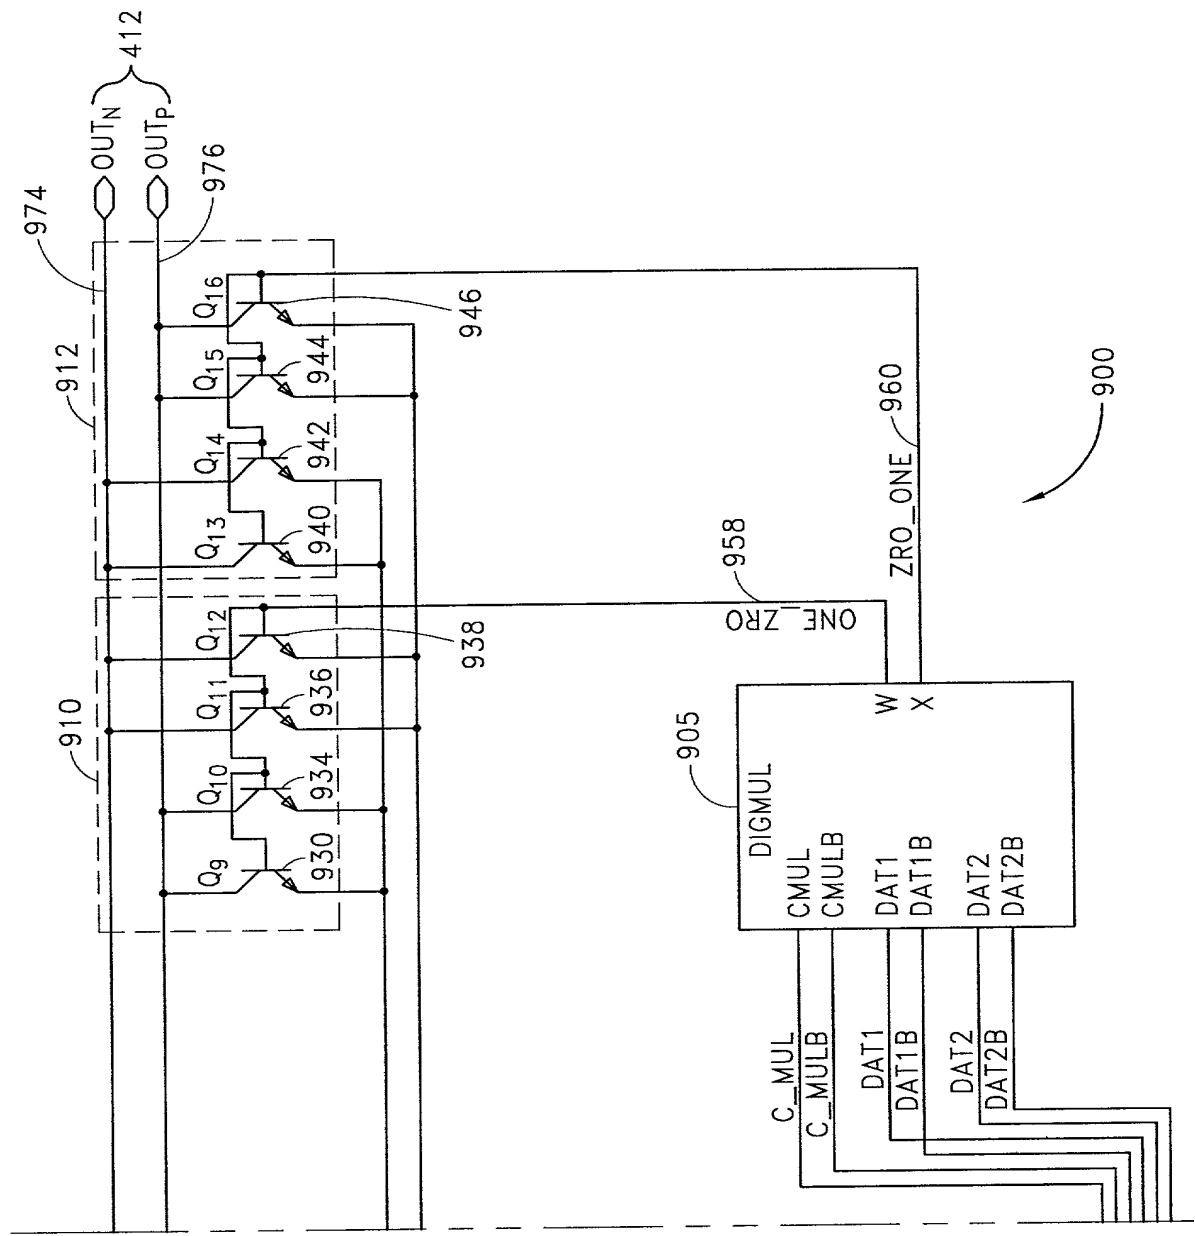 412
OUTN
OUTP
974
976
912
Q16
Q15
Q14
Q13
946
944
942
940
910
Q12
Q11
Q10
Q9
938
936
934
930
958
ONE_ZRO
ZRO_ONE
960
900
905
DIGMUL
W
X
CMUL
CMULB
DAT1
DAT1B
DAT2
DAT2B
C_MUL
C_MULB
DAT1
DAT1B
DAT2
DAT2B